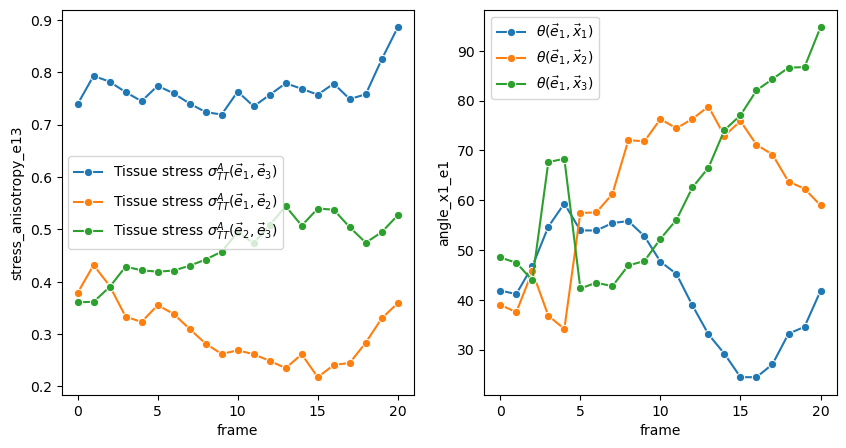 0.9
0.8
0.7
0.6
0.5
0.4
0.3
0.2
stress_anisotropy_e13
Tissue stress σ^A_TT(e⃗₁, e⃗₃)
Tissue stress σ^A_TT(e⃗₁, e⃗₂)
Tissue stress σ^A_TT(e⃗₂, e⃗₃)
0 5 10 15 20
frame
90
80
70
60
50
40
30
angle_x1_e1
θ(e⃗₁, x⃗₁)
θ(e⃗₁, x⃗₂)
θ(e⃗₁, x⃗₃)
0 5 10 15 20
frame